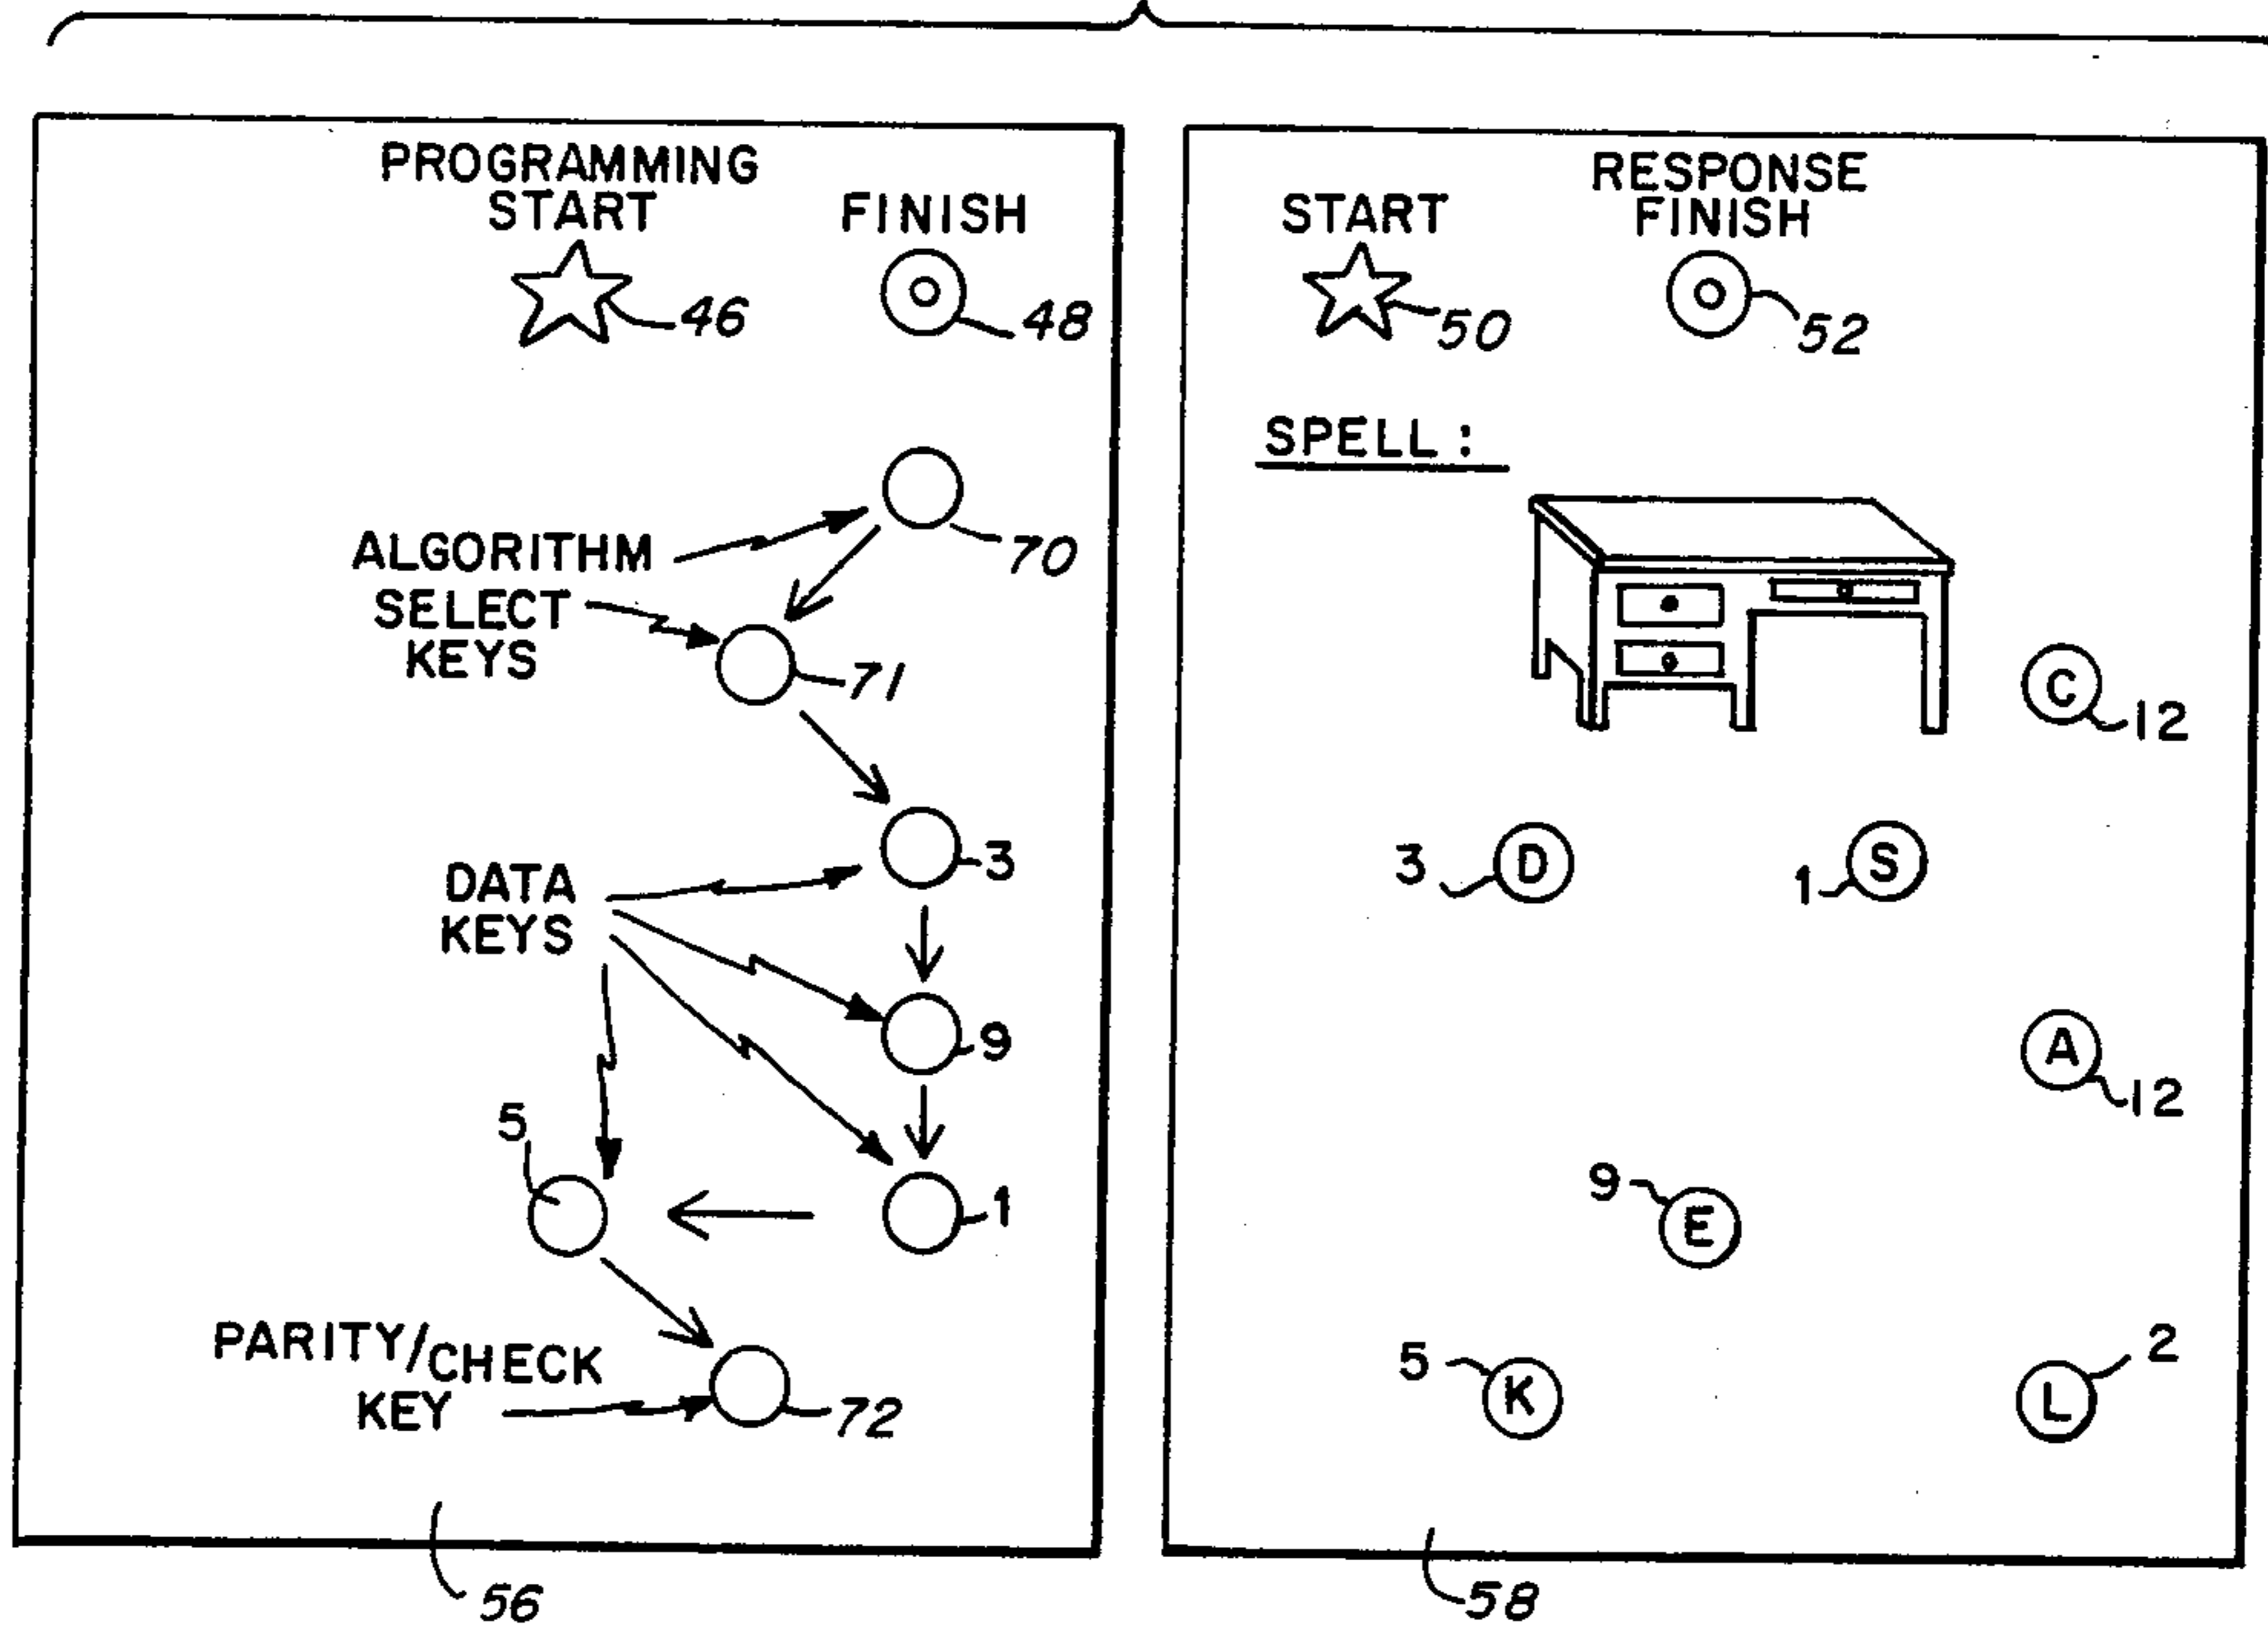 PROGRAMMING
START
FINISH
46
48
ALGORITHM
SELECT
KEYS
70
71
DATA
KEYS
3
9
5
1
PARITY/CHECK
KEY
72
56
RESPONSE
START
FINISH
50
52
SPELL:
C
12
3
D
1
S
A
12
9
E
5
K
2
L
58